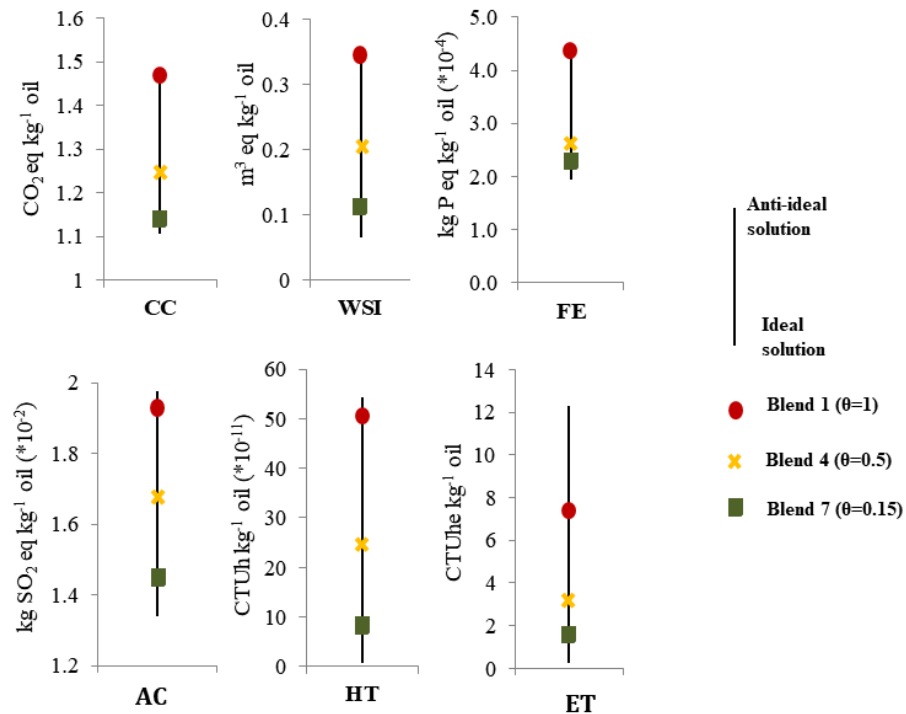 CO₂ eq kg⁻¹ oil
1.6
1.5
1.4
1.3
1.2
1.1
1
CC
m³ eq kg⁻¹ oil
0.4
0.3
0.2
0.1
0
WSI
kg P eq kg⁻¹ oil (*10⁻⁴)
5.0
4.0
3.0
2.0
1.0
0.0
FE
Anti-ideal
solution
Ideal
solution
Blend 1 (θ=1)
Blend 4 (θ=0.5)
Blend 7 (θ=0.15)
kg SO₂ eq kg⁻¹ oil (*10⁻²)
2
1.8
1.6
1.4
1.2
AC
CTUh kg⁻¹ oil (*10⁻¹¹)
60
50
40
30
20
10
0
HT
CTUhe kg⁻¹ oil
14
12
10
8
6
4
2
0
ET